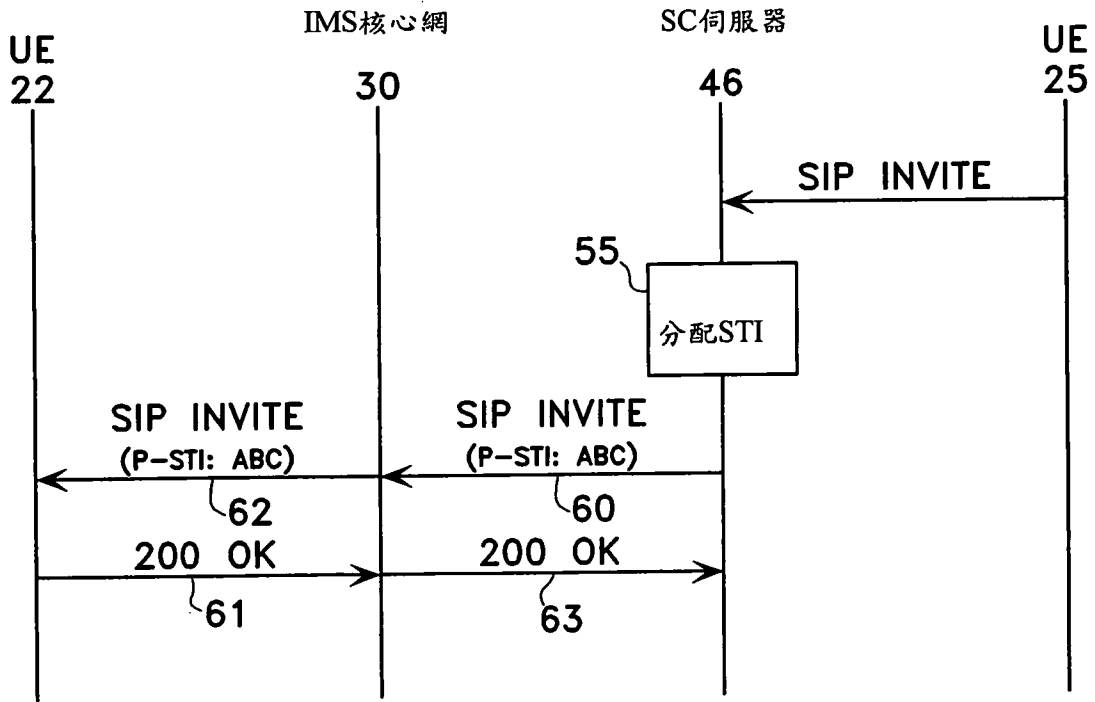 IMS核心網
SC伺服器
UE
22
30
46
UE
25
SIP INVITE
55
分配STI
SIP INVITE
(P-STI: ABC)
SIP INVITE
(P-STI: ABC)
62
60
200 OK
200 OK
61
63